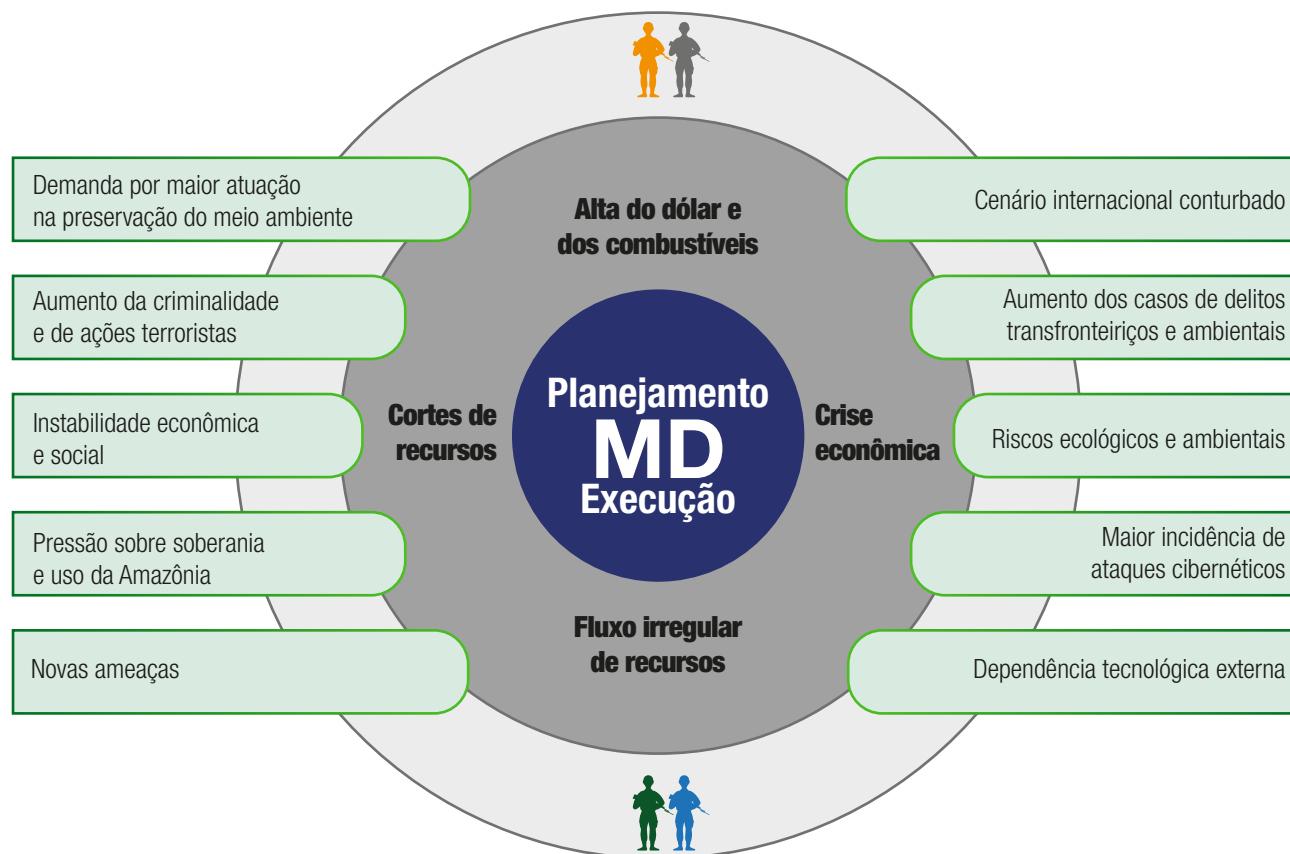 Demanda por maior atuação
na preservação do meio ambiente
Aumento da criminalidade
e de ações terroristas
Instabilidade econômica
e social
Pressão sobre soberania
e uso da Amazônia
Novas ameaças
Alta do dólar e
dos combustíveis
Cortes de
recursos
Planejamento
MD
Execução
Crise
econômica
Fluxo irregular
de recursos
Cenário internacional conturbado
Aumento dos casos de delitos
transfronteiriços e ambientais
Riscos ecológicos e ambientais
Maior incidência de
ataques cibernéticos
Dependência tecnológica externa